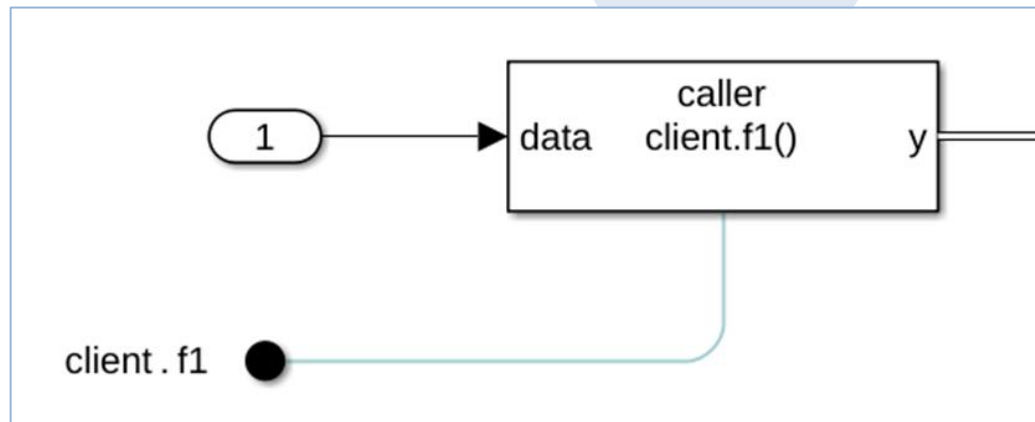 caller
1
data client.f1() y
client . f1